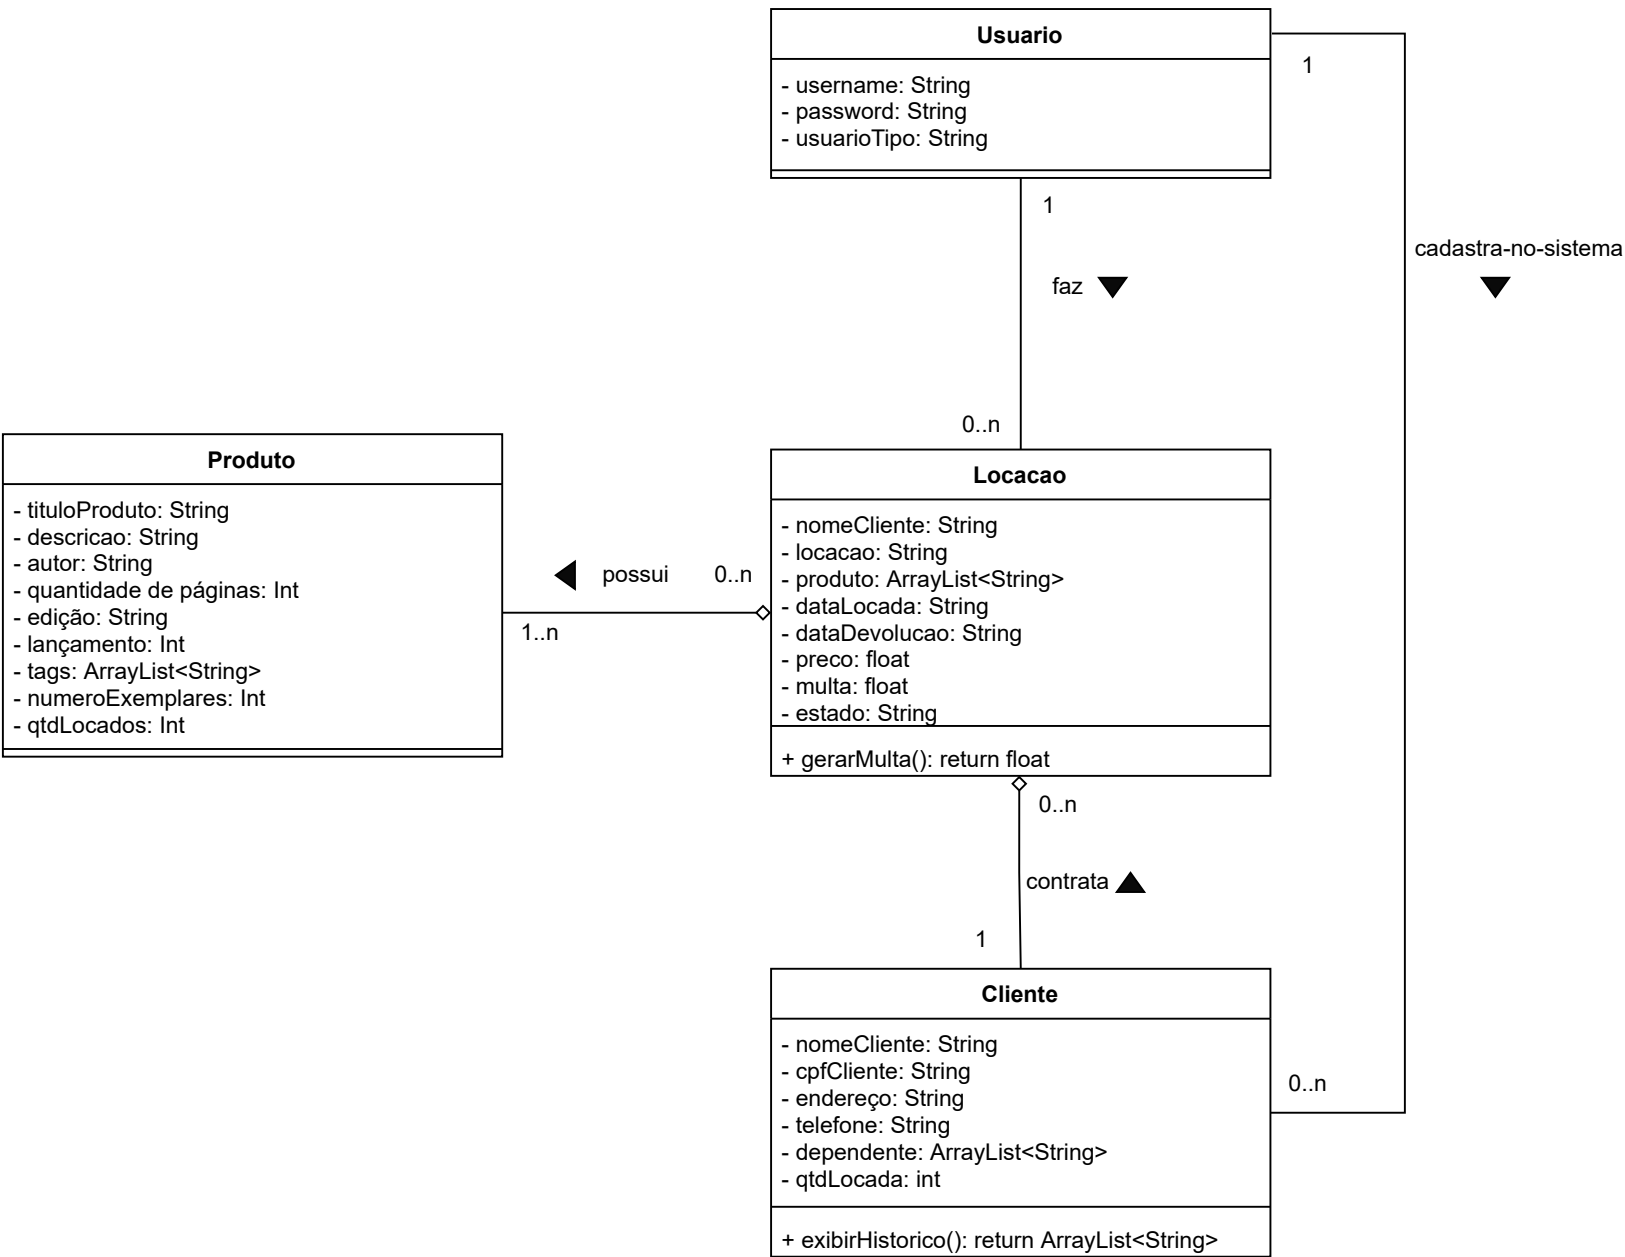 Usuario
- username: String
- password: String
- usuarioTipo: String
1
1
faz
cadastra-no-sistema
0..n
Produto
- tituloProduto: String
- descricao: String
- autor: String
- quantidade de páginas: Int
- edição: String
- lançamento: Int
- tags: ArrayList<String>
- numeroExemplares: Int
- qtdLocados: Int
possui
0..n
1..n
Locacao
- nomeCliente: String
- locacao: String
- produto: ArrayList<String>
- dataLocada: String
- dataDevolucao: String
- preco: float
- multa: float
- estado: String
+ gerarMulta(): return float
0..n
contrata
1
Cliente
- nomeCliente: String
- cpfCliente: String
- endereço: String
- telefone: String
- dependente: ArrayList<String>
- qtdLocada: int
+ exibirHistorico(): return ArrayList<String>
0..n